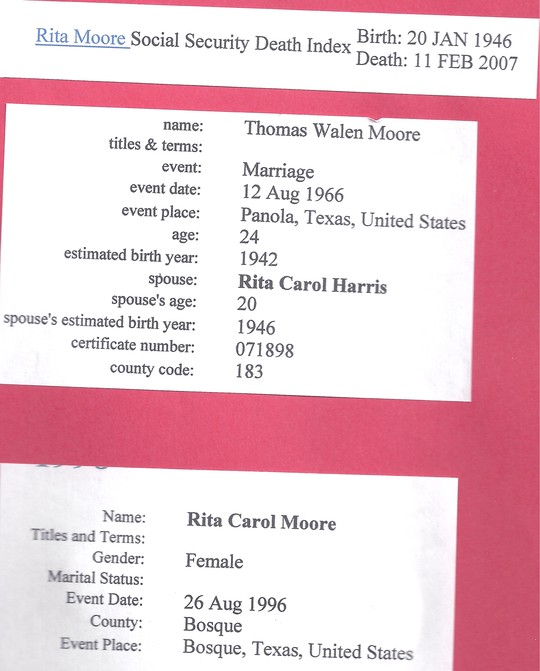 Rita Moore Social Security Death Index Birth: 20 JAN 1946
Death: 11 FEB 2007
name: Thomas Walen Moore
titles & terms:
event: Marriage
event date: 12 Aug 1966
event place: Panola, Texas, United States
age: 24
estimated birth year: 1942
spouse: Rita Carol Harris
spouse's age: 20
spouse's estimated birth year: 1946
certificate number: 071898
county code: 183
Name: Rita Carol Moore
Titles and Terms:
Gender: Female
Marital Status:
Event Date: 26 Aug 1996
County: Bosque
Event Place: Bosque, Texas, United States